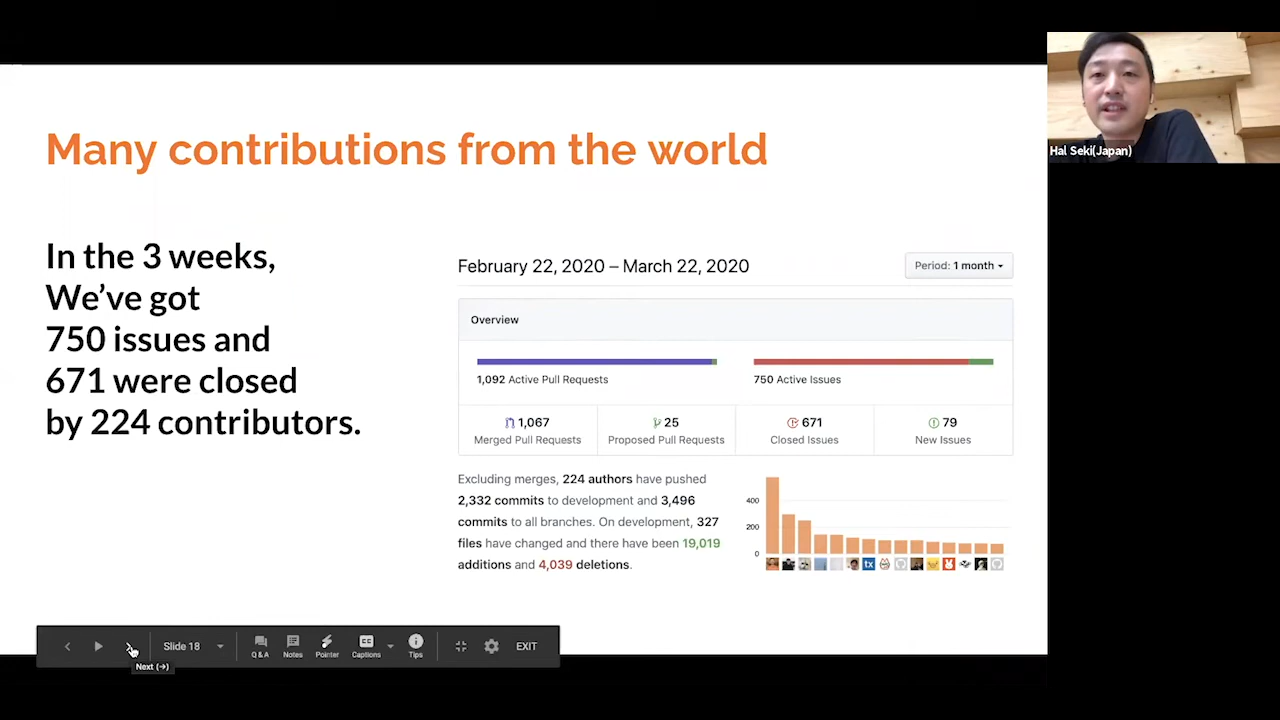 Many contributions from the world
In the 3 weeks,
We've got
750 issues and
671 were closed
by 224 contributors.
February 22, 2020 – March 22, 2020
Period: 1 month
Overview
1,092 Active Pull Requests
750 Active Issues
1,067
Merged Pull Requests
25
Proposed Pull Requests
671
Closed Issues
79
New Issues
Excluding merges, 224 authors have pushed
2,332 commits to development and 3,496
commits to all branches. On development, 327
files have changed and there have been 19,019
additions and 4,039 deletions.
400
200
0
tx
Hal Seki(Japan)
Slide 18
Q & A
Notes
Pointer
CC
Captions
Tips
EXIT
Next (→)